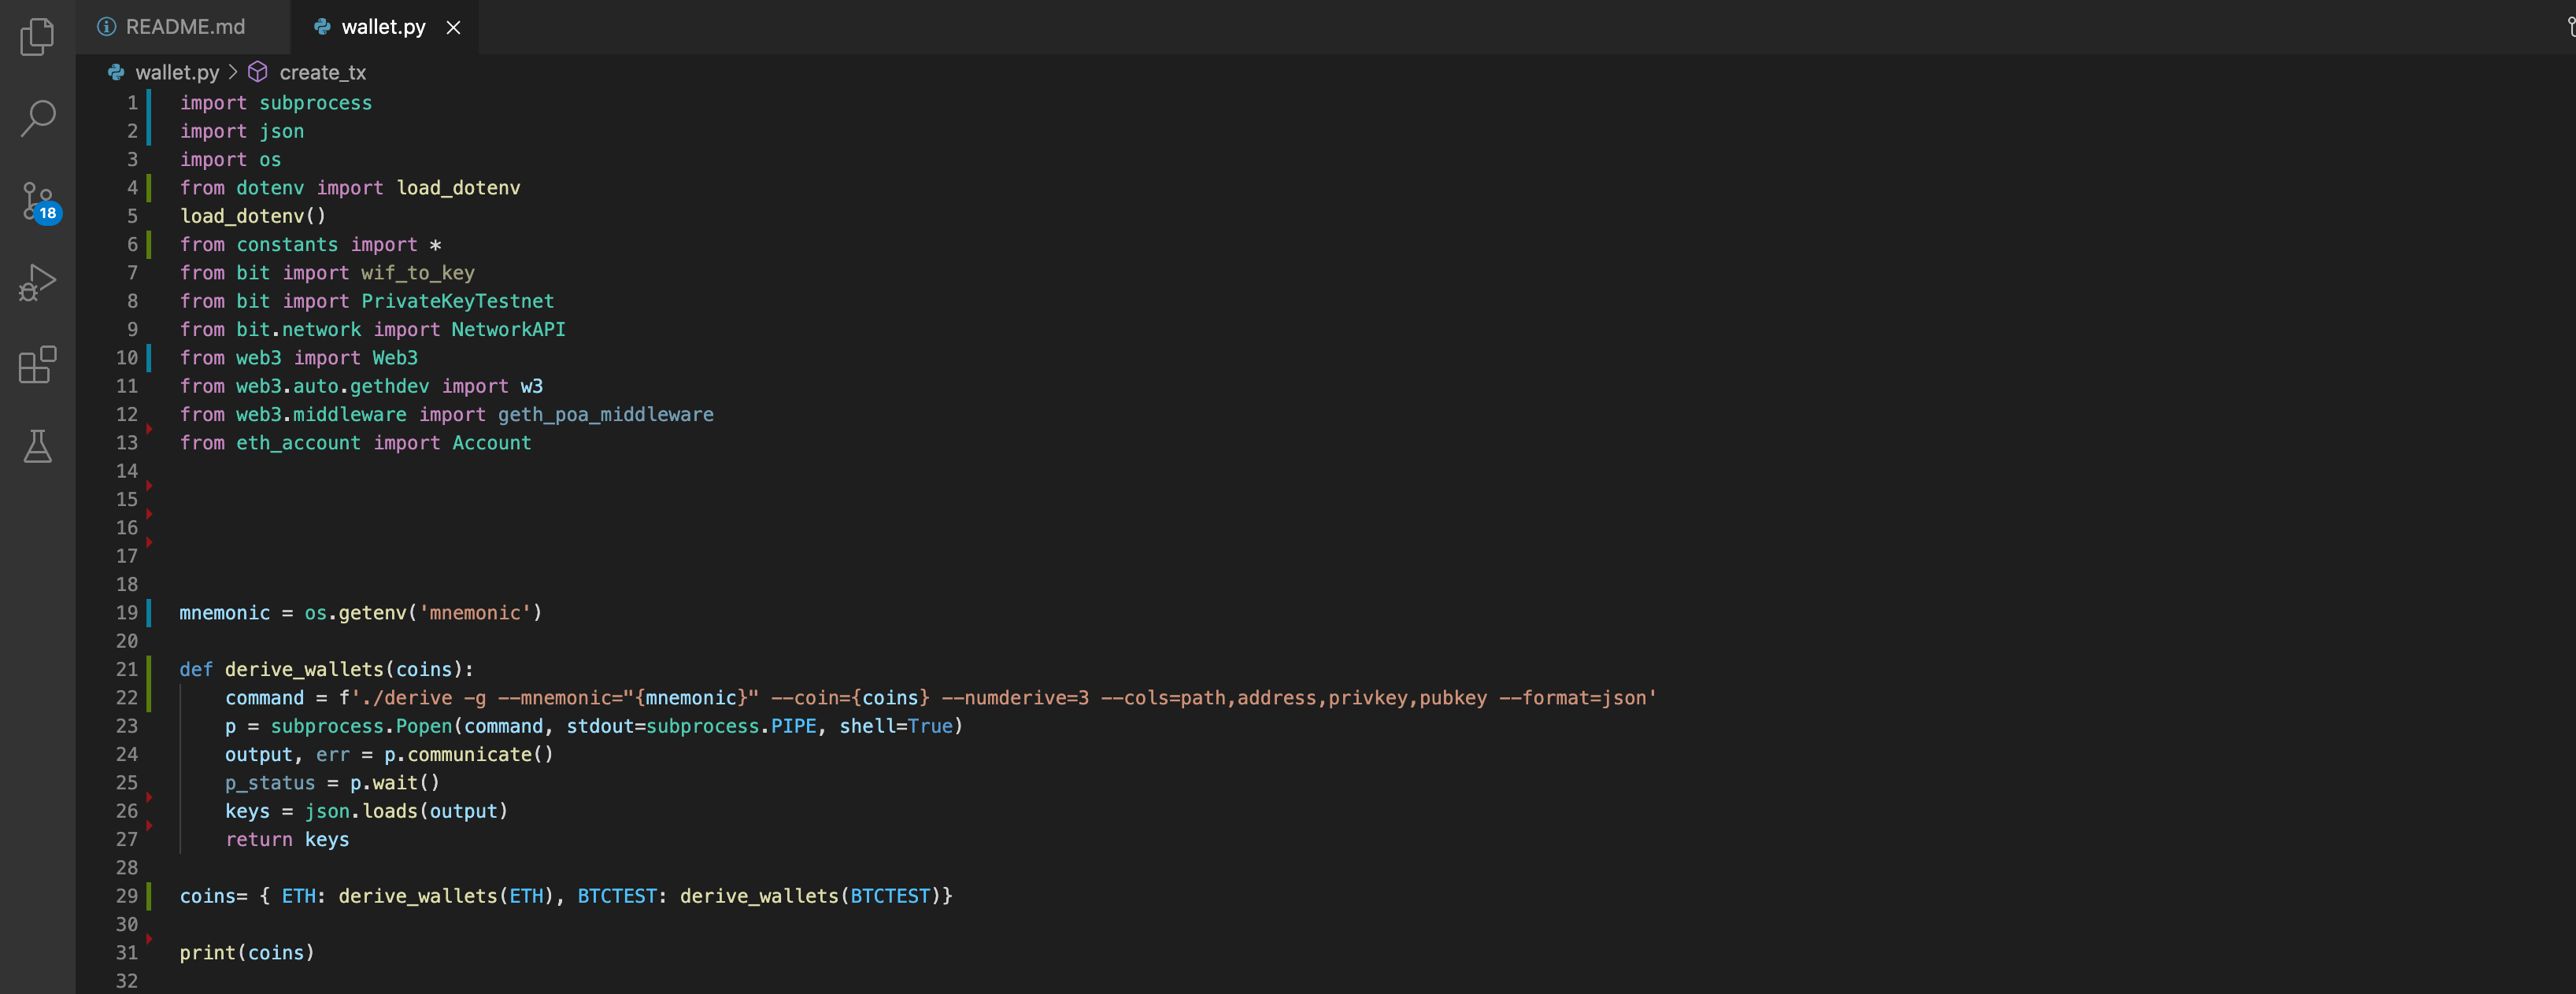 README.md wallet.py
wallet.py > create_tx
1 import subprocess
2 import json
3 import os
4 from dotenv import load_dotenv
5 load_dotenv()
6 from constants import *
7 from bit import wif_to_key
8 from bit import PrivateKeyTestnet
9 from bit.network import NetworkAPI
10 from web3 import Web3
11 from web3.auto.gethdev import w3
12 from web3.middleware import geth_poa_middleware
13 from eth_account import Account
14
15
16
17
18
18
19 mnemonic = os.getenv('mnemonic')
20
21 def derive_wallets(coins):
22 command = f'./derive -g --mnemonic="{mnemonic}" --coin={coins} --numderive=3 --cols=path,address,privkey,pubkey --format=json'
23 p = subprocess.Popen(command, stdout=subprocess.PIPE, shell=True)
24 output, err = p.communicate()
25 p_status = p.wait()
26 keys = json.loads(output)
27 return keys
28
29 coins= { ETH: derive_wallets(ETH), BTCTEST: derive_wallets(BTCTEST)}
30
31 print(coins)
32